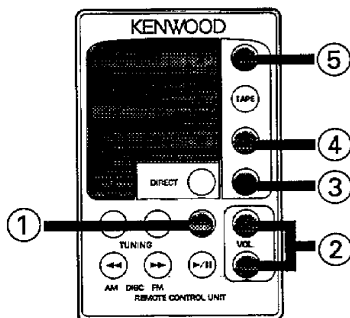 KENWOOD
⑤
TAPE
④
③
DIRECT
①
TUNING
VOL.
②
AM DISC FM
REMOTE CONTROL UNIT